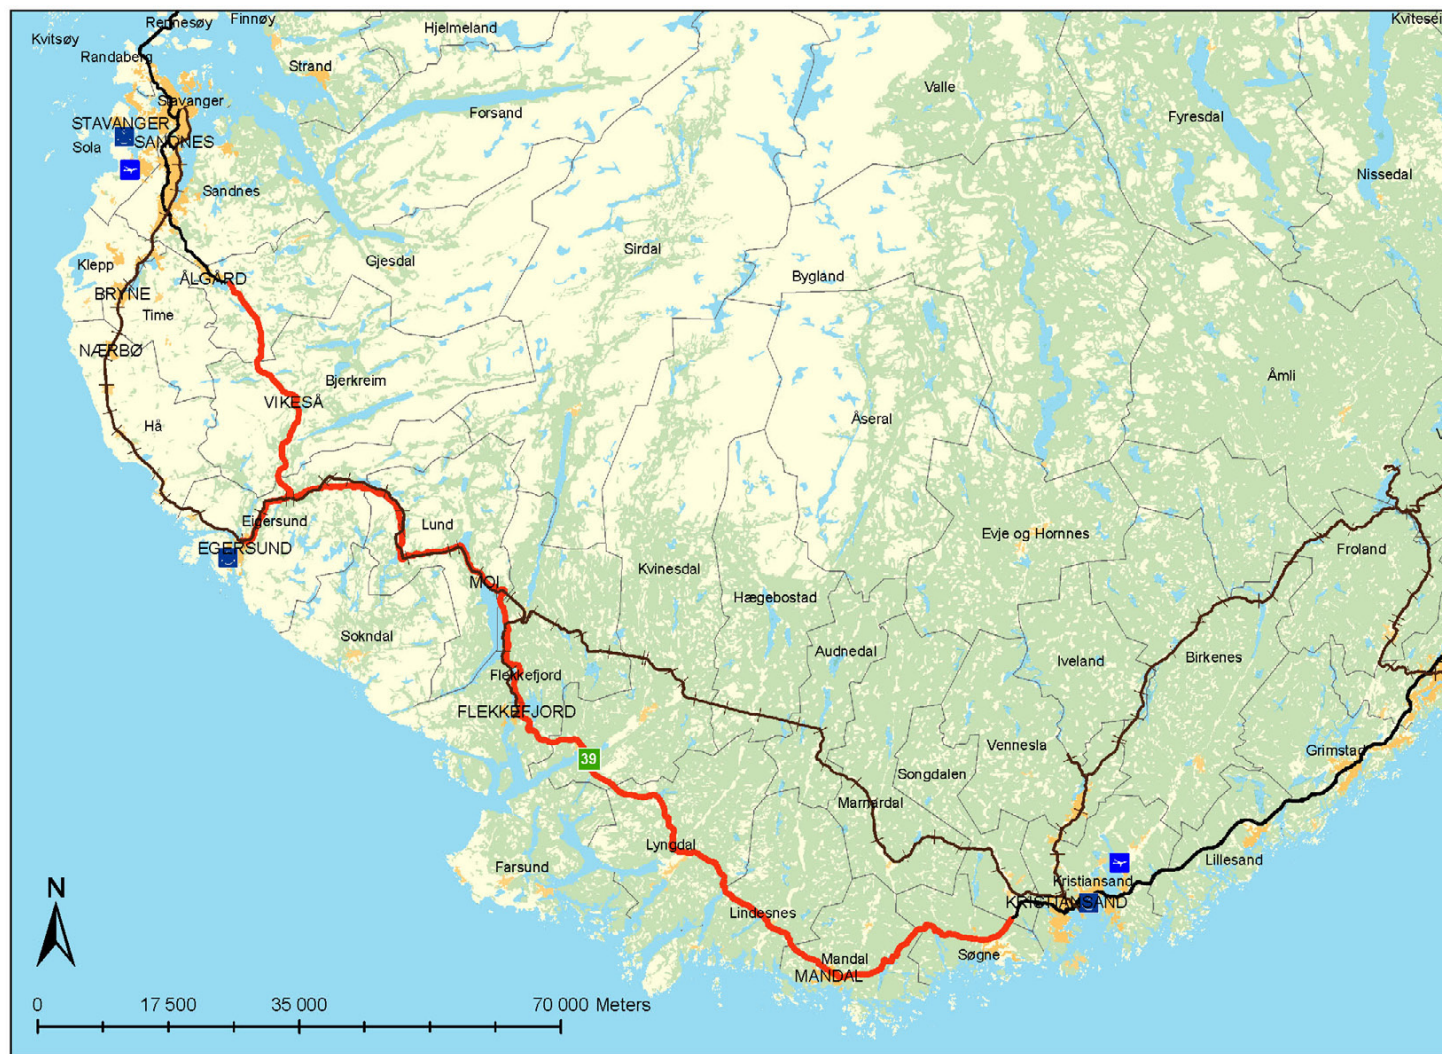 Rennesøy
Finnøy
Kvitsøy
Hjelmeland
Kvitesei
Randaberg
Strand
Valle
Stavanger
Forsand
STAVANGER
Fyresdal
SANDNES
Sola
Nissedal
Sandnes
Sirdal
Gjesdal
Klepp
Bygland
ÅLGÅRD
BRYNE
Time
NÆRBØ
Bjerkreim
Åmli
VIKESÅ
Hå
Åseral
V
Eigersund
Lund
Evje og Hornnes
EGERSUND
Froland
Kvinesdal
MOI
Hægebostad
Sokndal
Audnedal
Iveland
Birkenes
Flekkefjord
FLEKKEFJORD
Vennesla
Grimstad
39
Songdalen
Marnardal
Lyngdal
Lillesand
Farsund
Kristiansand
N
KRISTIANSAND
Lindesnes
Mandal
Søgne
MANDAL
0 17 500 35 000 70 000 Meters